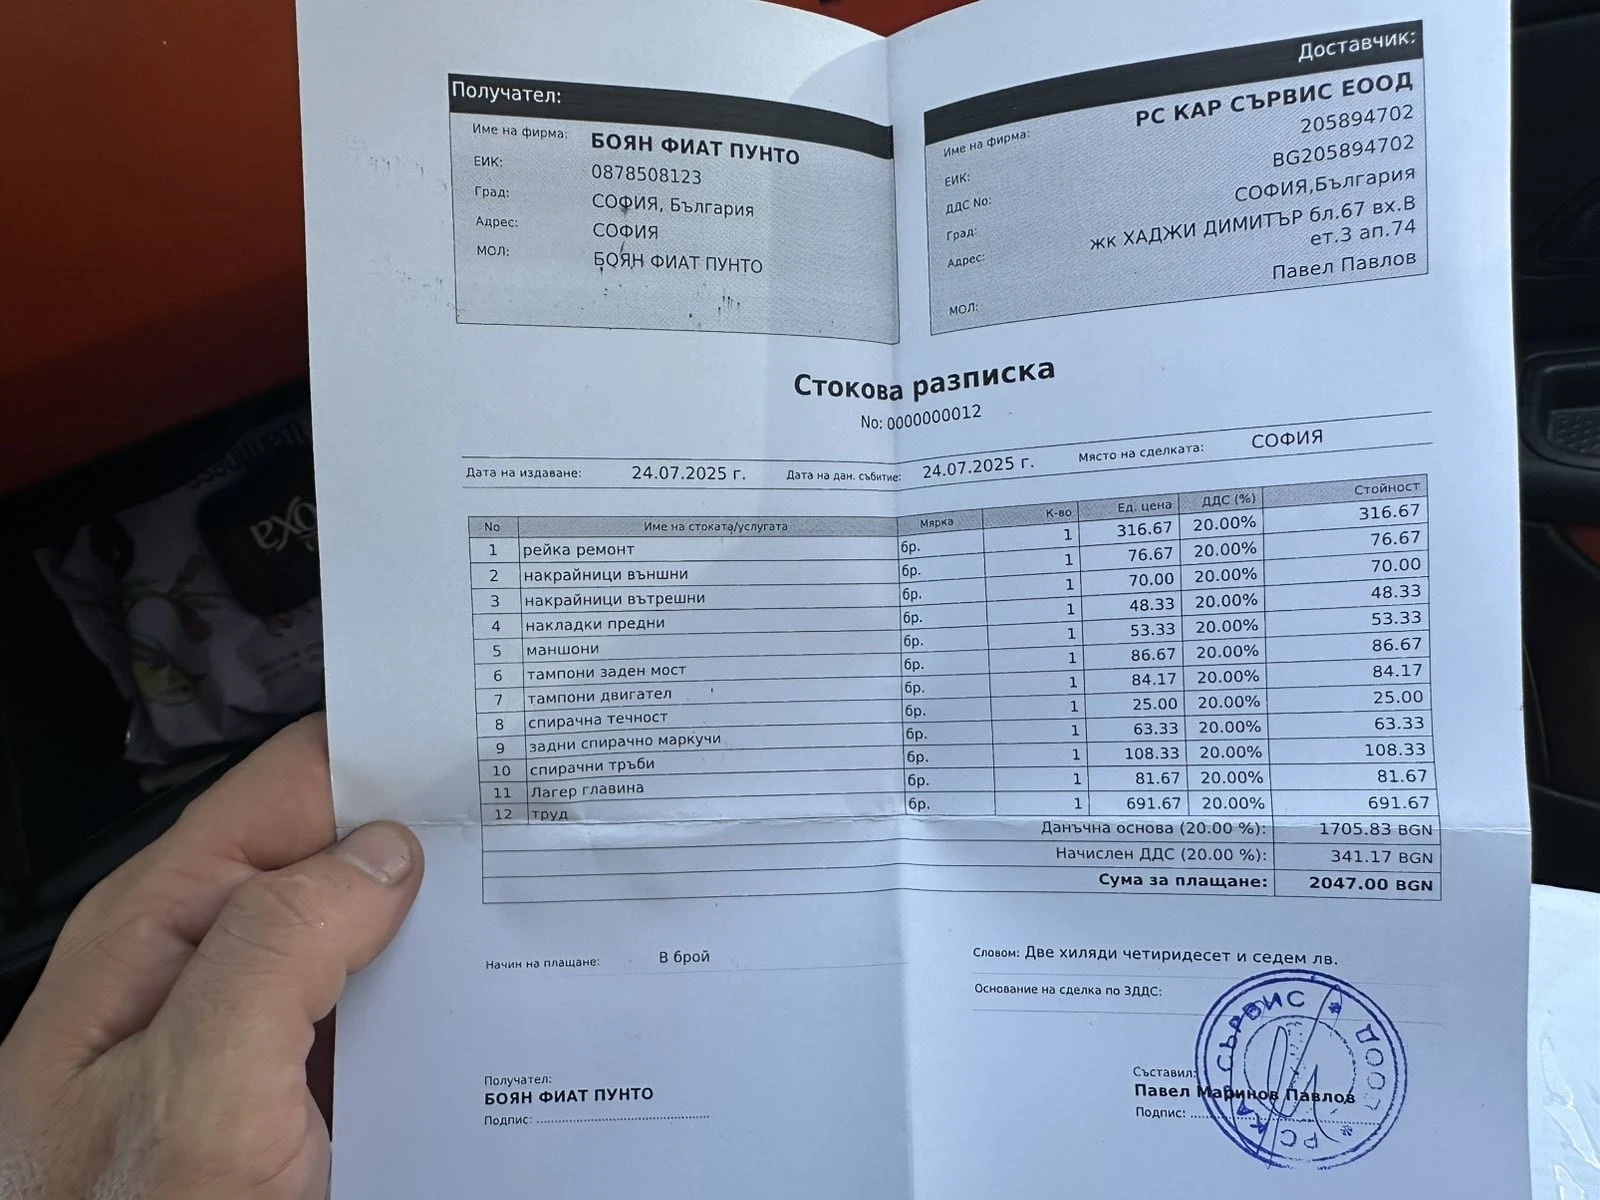 Получател:
Име на фирма: БОЯН ФИАТ ПУНТО
ЕИК: 0878508123
Град: СОФИЯ, България
Адрес: СОФИЯ
МОЛ: БОЯН ФИАТ ПУНТО
Доставчик:
Име на фирма: РС КАР СЪРВИС ЕООД
ЕИК: 205894702
ДДС No: BG205894702
Град: СОФИЯ,България
Адрес: жк ХАДЖИ ДИМИТЪР бл.67 вх.В
ет.3 ап.74
МОЛ: Павел Павлов
Стокова разписка
No: 0000000012
Дата на издаване: 24.07.2025 г. Дата на дан. събитие: 24.07.2025 г. Място на сделката: СОФИЯ
No Име на стоката/услугата Мярка К-во Ед. цена ДДС (%) Стойност
1 рейка ремонт бр. 1 316.67 20.00% 316.67
2 накрайници външни бр. 1 76.67 20.00% 76.67
3 накрайници вътрешни бр. 1 70.00 20.00% 70.00
4 накладки предни бр. 1 48.33 20.00% 48.33
5 маншони бр. 1 53.33 20.00% 53.33
6 тампони заден мост бр. 1 86.67 20.00% 86.67
7 тампони двигател бр. 1 84.17 20.00% 84.17
8 спирачна течност бр. 1 25.00 20.00% 25.00
9 задни спирачно маркучи бр. 1 63.33 20.00% 63.33
10 спирачни тръби бр. 1 108.33 20.00% 108.33
11 Лагер главина бр. 1 81.67 20.00% 81.67
12 труд бр. 1 691.67 20.00% 691.67
Данъчна основа (20.00 %): 1705.83 BGN
Начислен ДДС (20.00 %): 341.17 BGN
Сума за плащане: 2047.00 BGN
Начин на плащане: В брой
Словом: Две хиляди четиридесет и седем лв.
Основание на сделка по ЗДДС:
Получател:
БОЯН ФИАТ ПУНТО
Подпис:
Съставил:
Павел Маринов Павлов
Подпис:
РС КАР СЪРВИС * ЕООД *